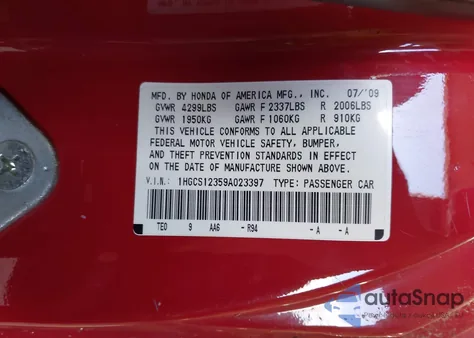 MFD. BY HONDA OF AMERICA MFG., INC. 07/'09
GVWR 4299LBS GAWR F 2337LBS R 2006LBS
GVWR 1950KG GAWR F 1060KG R 910KG
THIS VEHICLE CONFORMS TO ALL APPLICABLE
FEDERAL MOTOR VEHICLE SAFETY, BUMPER,
AND THEFT PREVENTION STANDARDS IN EFFECT
ON THE DATE OF MANUFACTURE SHOWN ABOVE.
V.I.N.: 1HGCS12359A023397 TYPE: PASSENGER CAR
TE0 9 AA6 - R94 - A - A
autoSnap